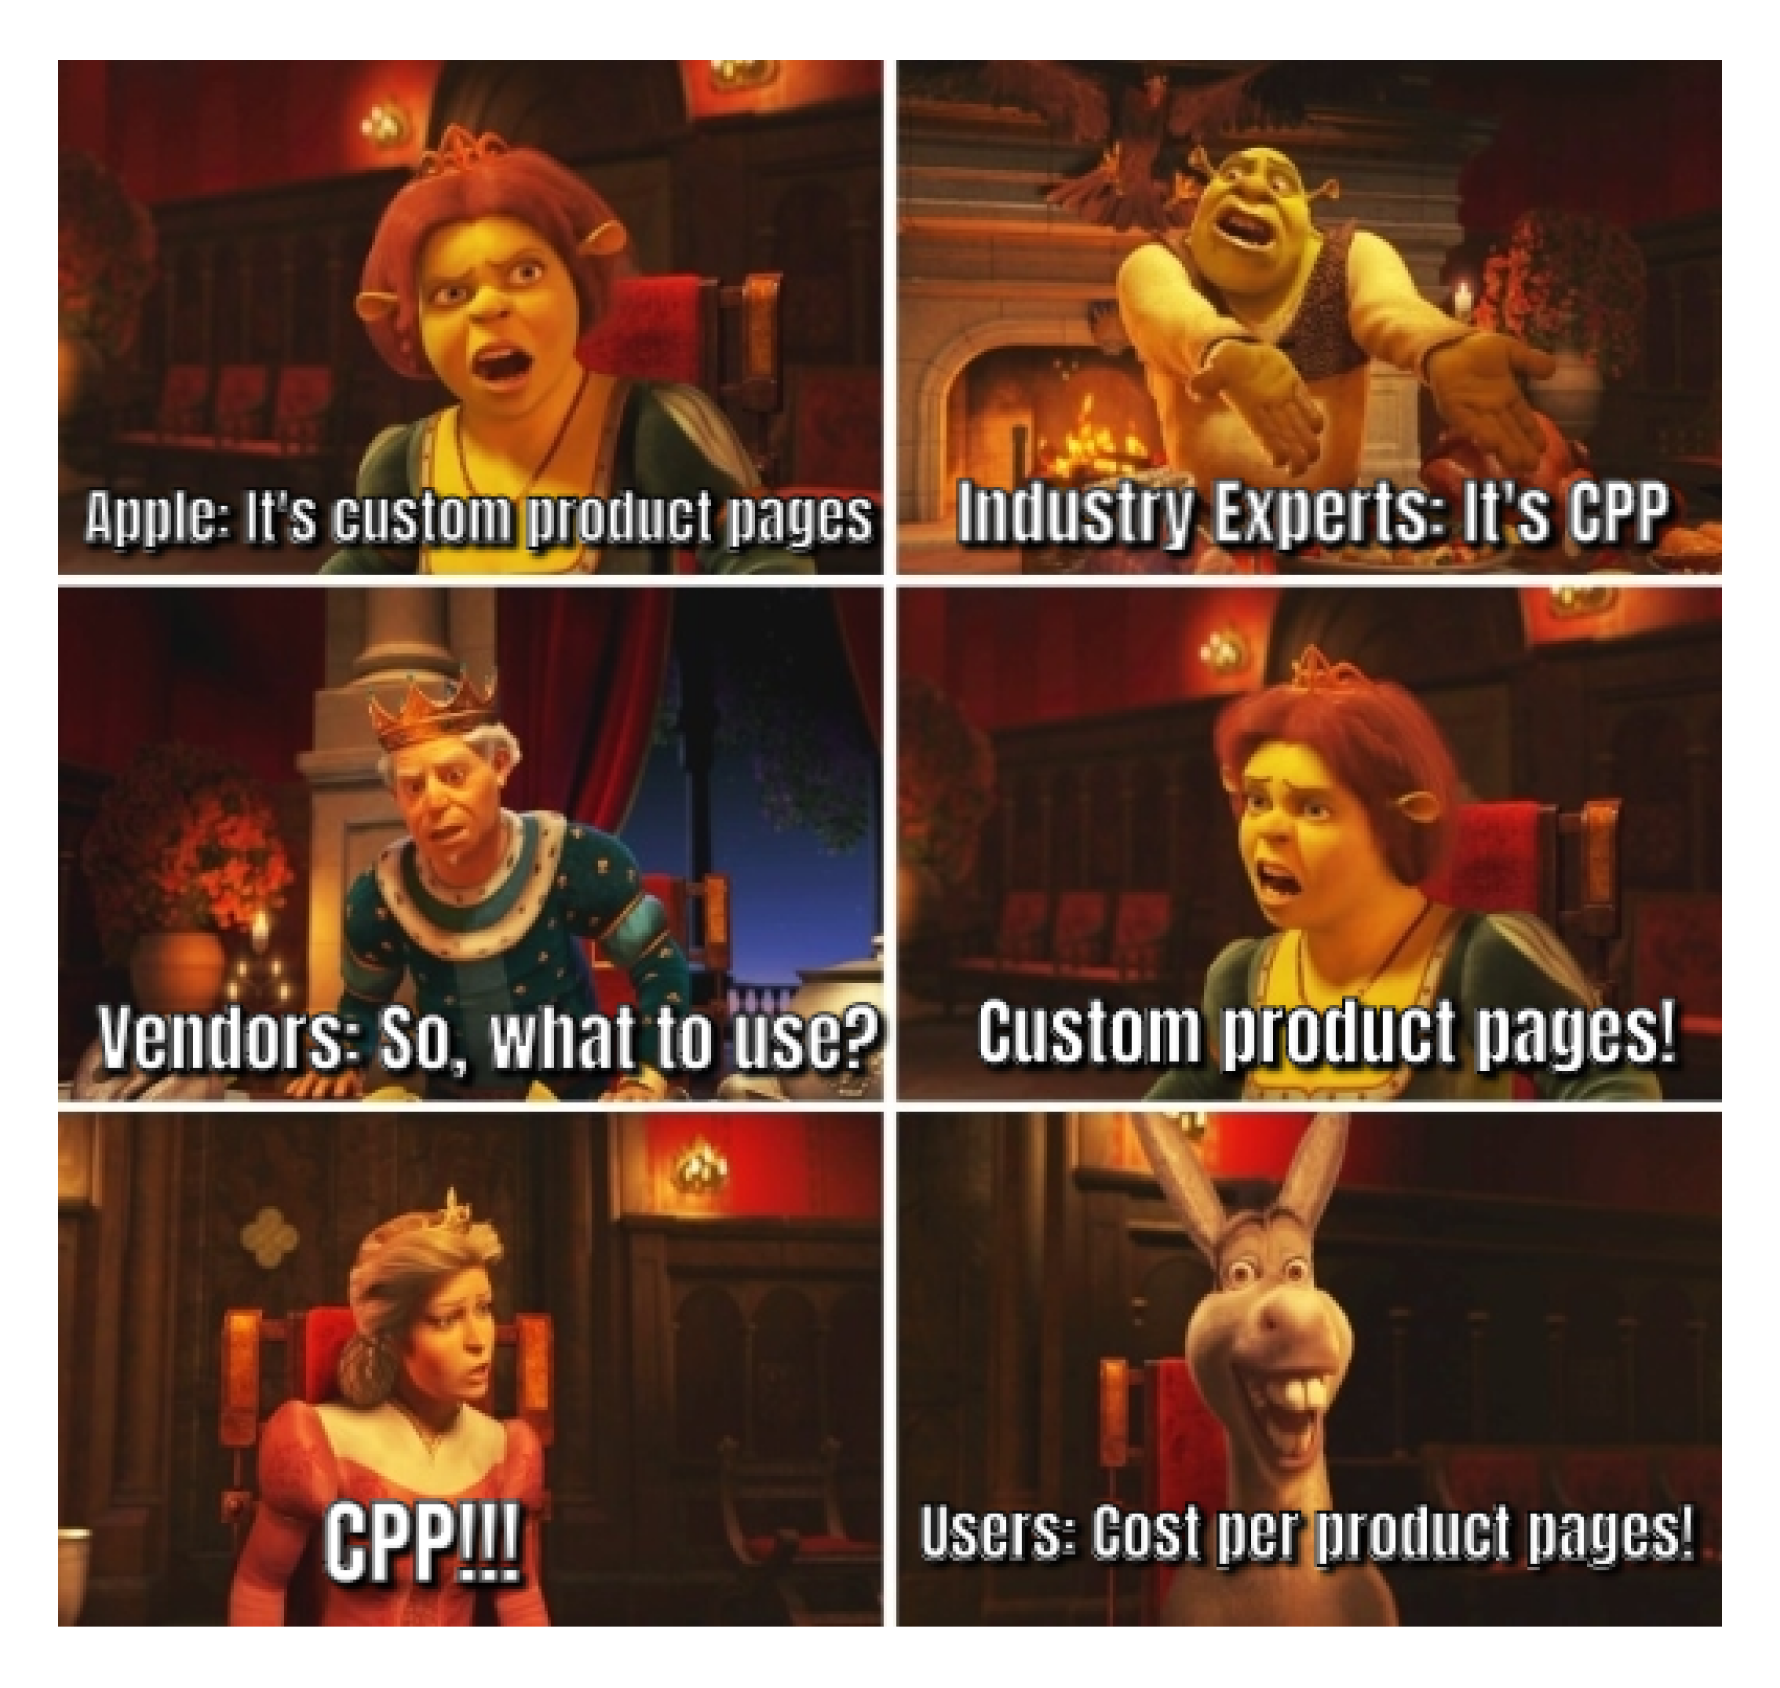 Apple: It's custom product pages
Industry Experts: It's CPP
Vendors: So, what to use?
Custom product pages!
CPP!!!
Users: Cost per product pages!